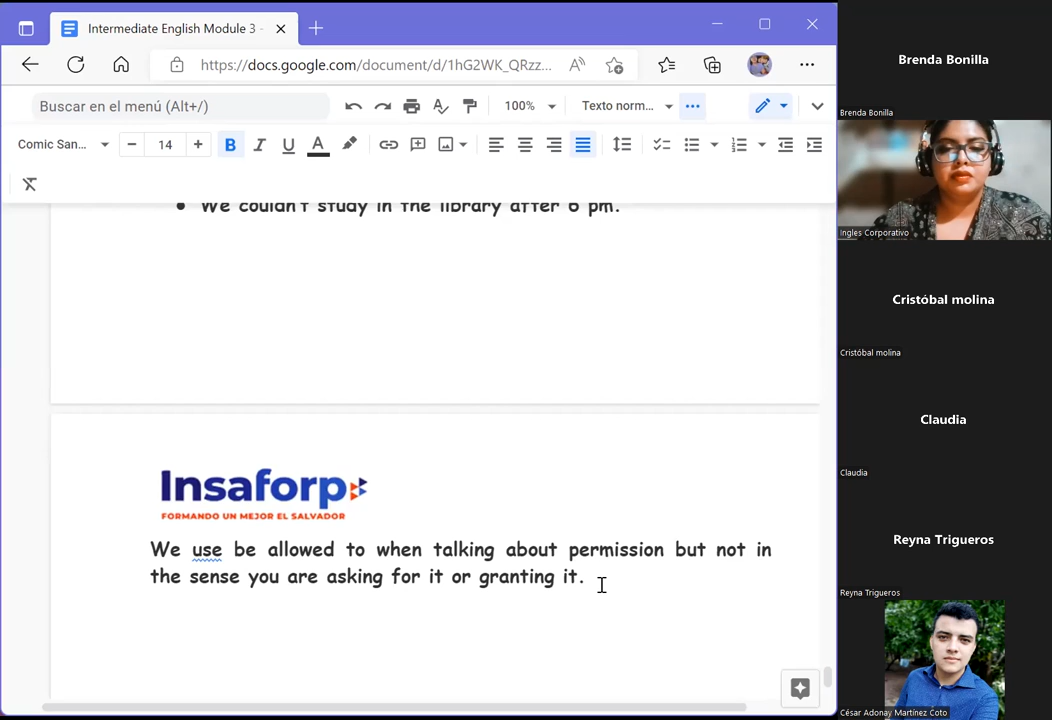 Intermediate English Module 3 -
https://docs.google.com/document/d/1hG2WK_QRzz...
Buscar en el menú (Alt+/)
100%
Texto norm...
Comic San...
14
B
I
U
A
We couldn't study in the library after 6 pm.
Insaforp
FORMANDO UN MEJOR EL SALVADOR
We use be allowed to when talking about permission but not in
the sense you are asking for it or granting it.
Brenda Bonilla
Brenda Bonilla
Ingles Corporativo
Cristóbal molina
Cristóbal molina
Claudia
Claudia
Reyna Trigueros
Reyna Trigueros
César Adonay Martínez Coto